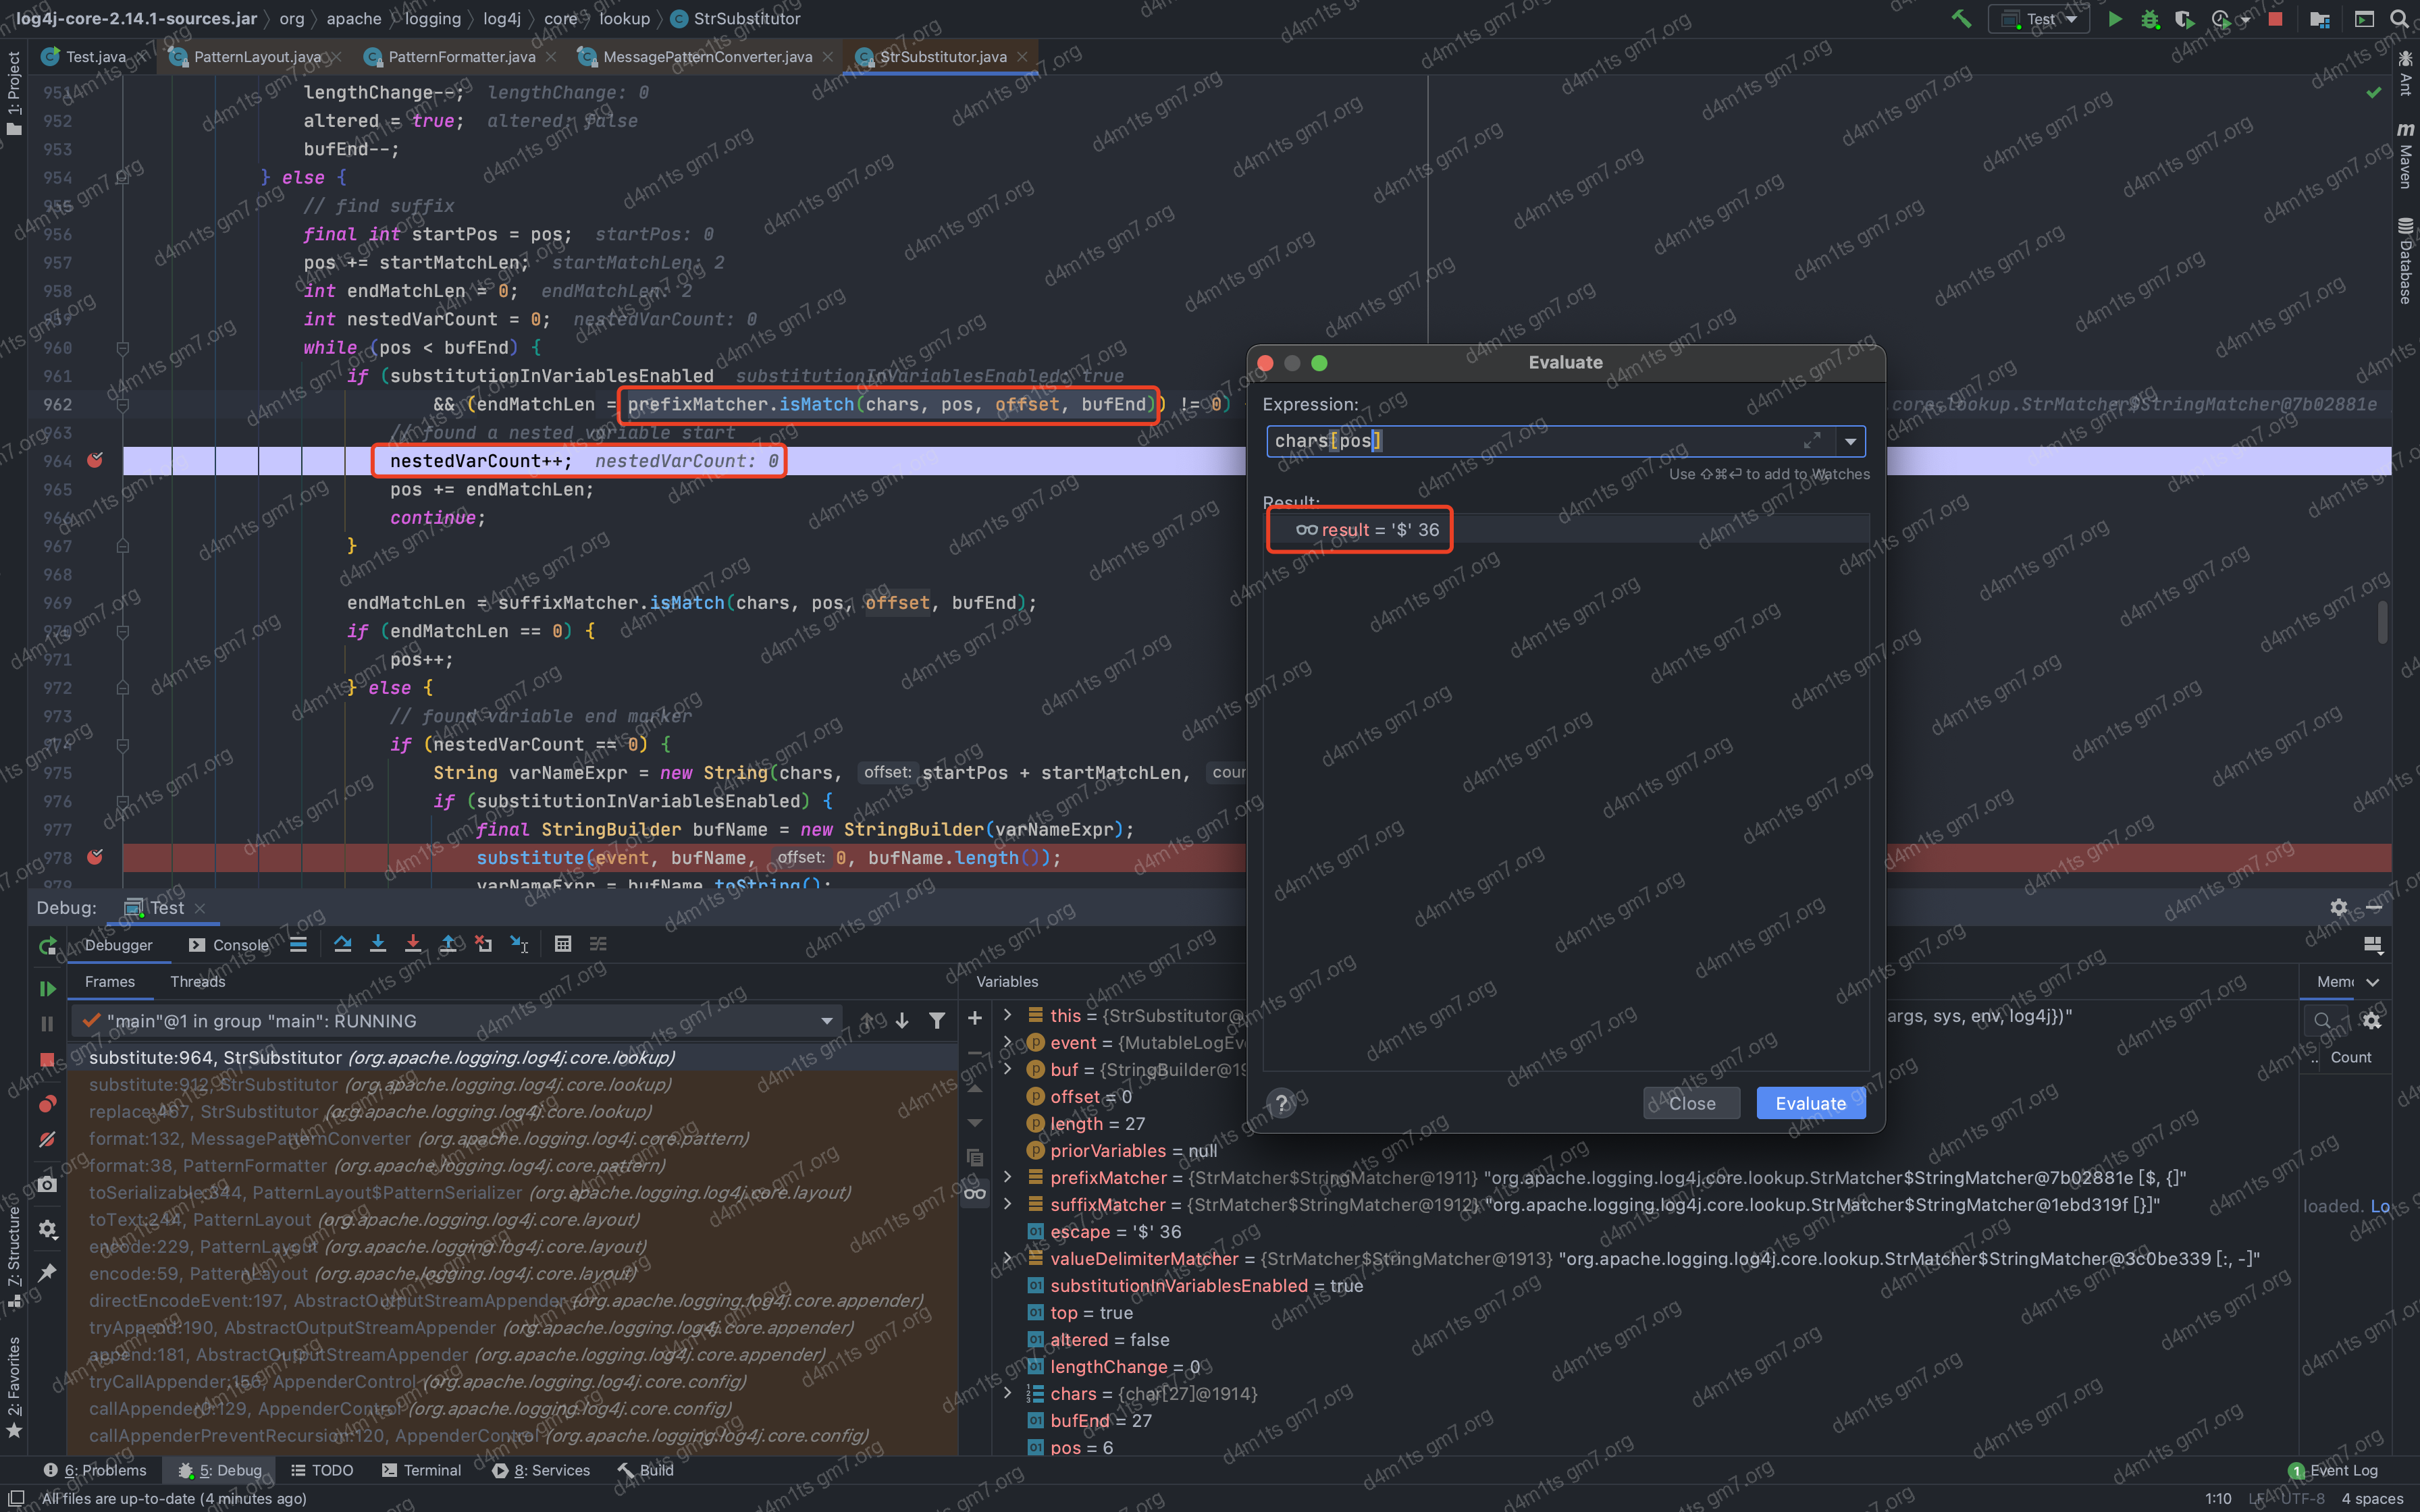 log4j-core-2.14.1-sources.jar › org › apache › logging › log4j › core › lookup › StrSubstitutor
Test
Test.java PatternLayout.java PatternFormatter.java MessagePatternConverter.java StrSubstitutor.java
1: Project
Ant
Maven
Database
lengthChange--; lengthChange: 0
952 altered = true; altered: false
953 bufEnd--;
954 } else {
955 // find suffix
956 final int startPos = pos; startPos: 0
957 pos += startMatchLen; startMatchLen: 2
958 int endMatchLen = 0; endMatchLen: 2
959 int nestedVarCount = 0; nestedVarCount: 0
960 while (pos < bufEnd) {
961 if (substitutionInVariablesEnabled substitutionInVariablesEnabled: true
962 && (endMatchLen = prefixMatcher.isMatch(chars, pos, offset, bufEnd)) != 0) core.lookup.StrMatcher$StringMatcher@7b02881e
963 // found a nested variable start
964 nestedVarCount++; nestedVarCount: 0
965 pos += endMatchLen;
966 continue;
967 }
968
969 endMatchLen = suffixMatcher.isMatch(chars, pos, offset, bufEnd);
970 if (endMatchLen == 0) {
971 pos++;
972 } else {
973 // found variable end marker
974 if (nestedVarCount == 0) {
975 String varNameExpr = new String(chars, offset: startPos + startMatchLen, cour
976 if (substitutionInVariablesEnabled) {
977 final StringBuilder bufName = new StringBuilder(varNameExpr);
978 substitute(event, bufName, offset: 0, bufName.length());
979 varNameExpr = bufName.toString();
Evaluate
Expression:
chars[pos]
Use ⇧⌘⏎ to add to Watches
Result:
result = '$' 36
? Close Evaluate
Debug: Test
Debugger Console
Frames Threads
"main"@1 in group "main": RUNNING
substitute:964, StrSubstitutor (org.apache.logging.log4j.core.lookup)
substitute:912, StrSubstitutor (org.apache.logging.log4j.core.lookup)
replace:467, StrSubstitutor (org.apache.logging.log4j.core.lookup)
format:132, MessagePatternConverter (org.apache.logging.log4j.core.pattern)
format:38, PatternFormatter (org.apache.logging.log4j.core.pattern)
toSerializable:344, PatternLayout$PatternSerializer (org.apache.logging.log4j.core.layout)
toText:244, PatternLayout (org.apache.logging.log4j.core.layout)
encode:229, PatternLayout (org.apache.logging.log4j.core.layout)
encode:59, PatternLayout (org.apache.logging.log4j.core.layout)
directEncodeEvent:197, AbstractOutputStreamAppender (org.apache.logging.log4j.core.appender)
tryAppend:190, AbstractOutputStreamAppender (org.apache.logging.log4j.core.appender)
append:181, AbstractOutputStreamAppender (org.apache.logging.log4j.core.appender)
tryCallAppender:156, AppenderControl (org.apache.logging.log4j.core.config)
callAppender0:129, AppenderControl (org.apache.logging.log4j.core.config)
callAppenderPreventRecursion:120, AppenderControl (org.apache.logging.log4j.core.config)
Variables
this = {StrSubstitutor@ args, sys, env, log4j})"
event = {MutableLogEve
buf = {StringBuilder@19
offset = 0
length = 27
priorVariables = null
prefixMatcher = {StrMatcher$StringMatcher@1911} "org.apache.logging.log4j.core.lookup.StrMatcher$StringMatcher@7b02881e [$, {]"
suffixMatcher = {StrMatcher$StringMatcher@1912} "org.apache.logging.log4j.core.lookup.StrMatcher$StringMatcher@1ebd319f [}]"
escape = '$' 36
valueDelimiterMatcher = {StrMatcher$StringMatcher@1913} "org.apache.logging.log4j.core.lookup.StrMatcher$StringMatcher@3c0be339 [:, -]"
substitutionInVariablesEnabled = true
top = true
altered = false
lengthChange = 0
chars = {char[27]@1914}
bufEnd = 27
pos = 6
Mem
Count
loaded. Lo
7: Structure
2: Favorites
6: Problems 5: Debug TODO Terminal 8: Services Build 1 Event Log
All files are up-to-date (4 minutes ago) 1:10 LF UTF-8 4 spaces
d4m1ts gm7.org